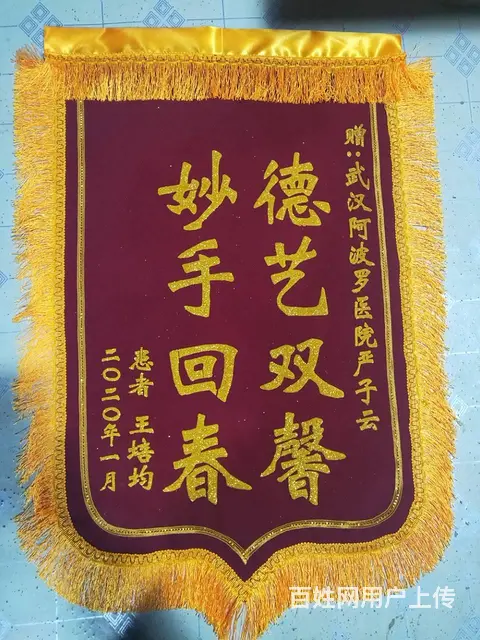 赠:武汉阿波罗医院严子云
德艺双馨
妙手回春
患者 王培均
二〇二〇年一月
百姓网用户上传